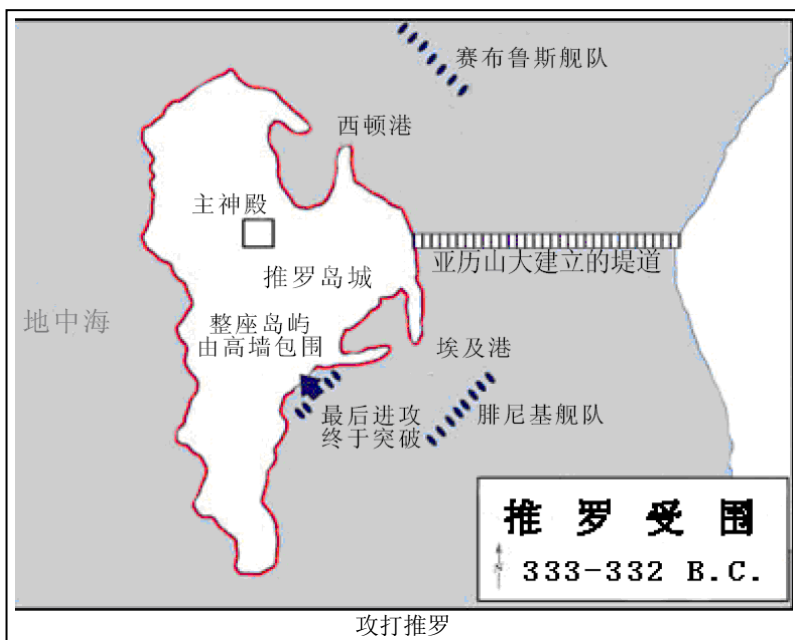 赛布鲁斯舰队
西顿港
主神殿
亚历山大建立的堤道
推罗岛城
地中海
整座岛屿
由高墙包围
埃及港
最后进攻
终于突破
腓尼基舰队
推罗受围
N
333-332 B.C.
攻打推罗